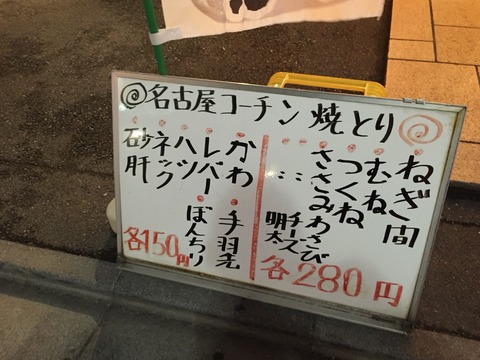 名古屋コーチン 焼とり
ねぎ間
むね
つくね
ささみわさび
〃 チーズ
〃 明太
各280円
かわ
手羽先
レバー
ぼんちり
ハツ
ネック
砂肝
各150円